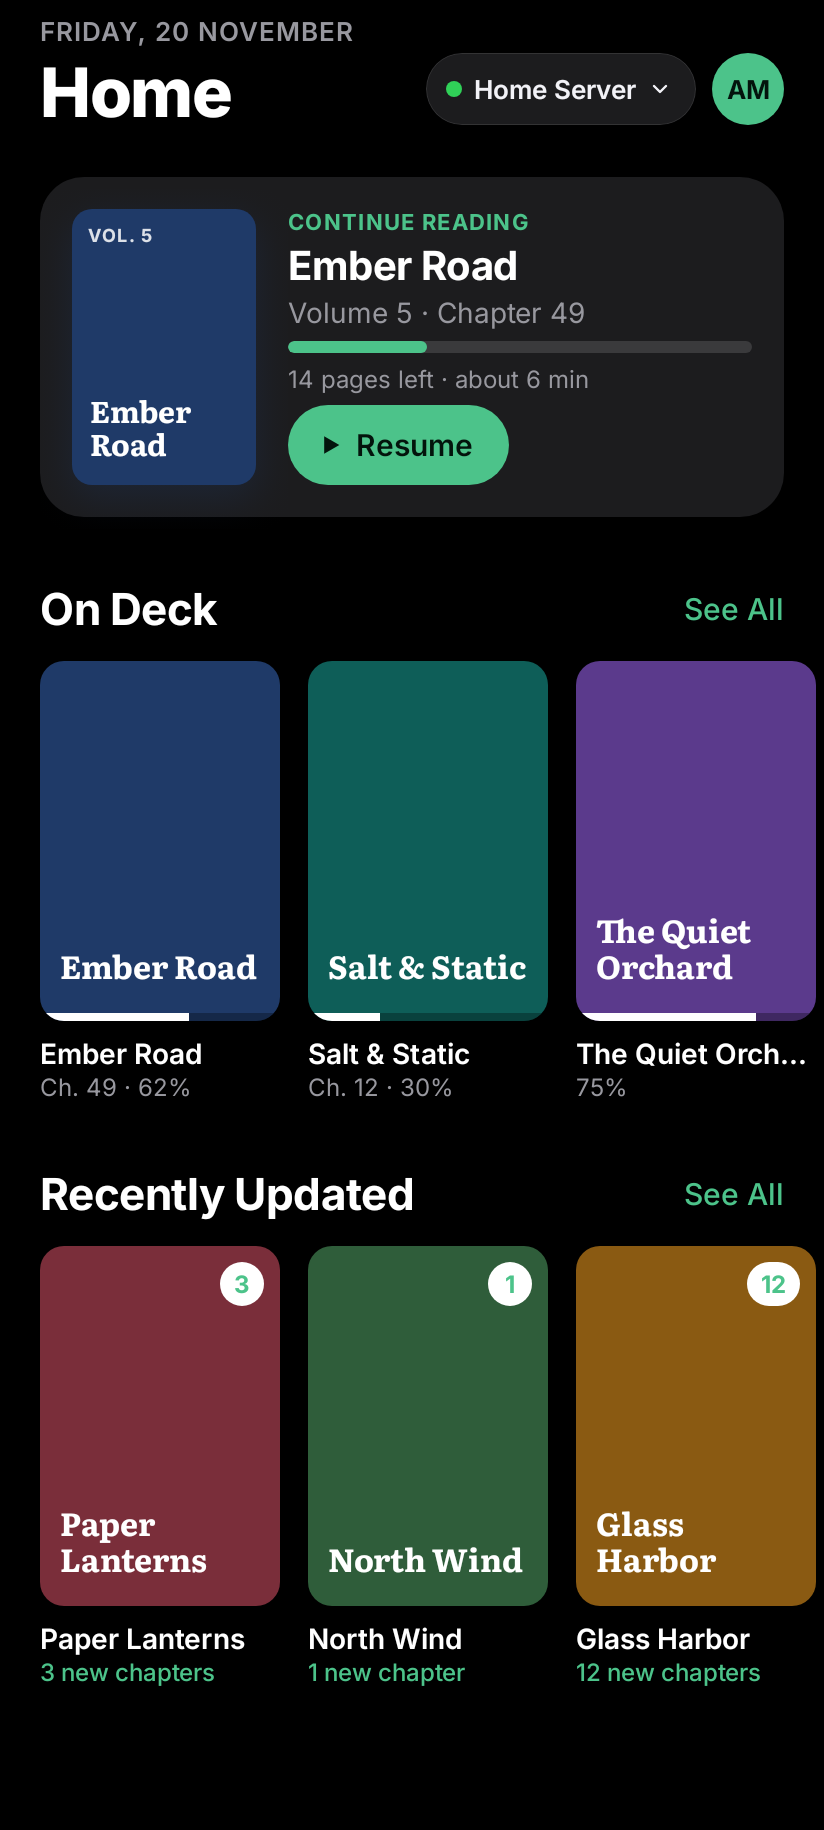 FRIDAY, 20 NOVEMBER
Home
Home Server
AM
VOL. 5
Ember
Road
CONTINUE READING
Ember Road
Volume 5 · Chapter 49
14 pages left · about 6 min
Resume
On Deck
See All
Ember Road
Salt & Static
The Quiet
Orchard
Ember Road
Ch. 49 · 62%
Salt & Static
Ch. 12 · 30%
The Quiet Orch...
75%
Recently Updated
See All
3
Paper
Lanterns
1
North Wind
12
Glass
Harbor
Paper Lanterns
3 new chapters
North Wind
1 new chapter
Glass Harbor
12 new chapters